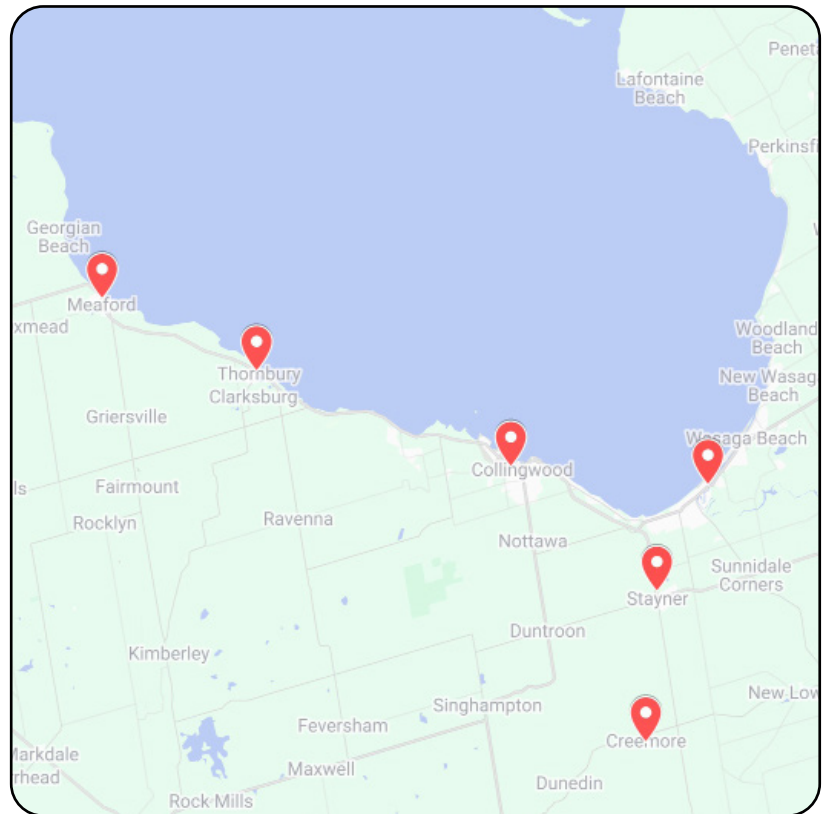 Penet
Lafontaine
Beach
Perkinsfi
Georgian
Beach
Meaford
xmead
Woodland
Beach
Thornbury
Clarksburg
New Wasag
Beach
Griersville
Wasaga Beach
Collingwood
ls
Fairmount
Rocklyn
Ravenna
Nottawa
Sunnidale
Corners
Stayner
Duntroon
Kimberley
New Low
Singhampton
Feversham
Creemore
Markdale
rhead
Maxwell
Dunedin
Rock Mills